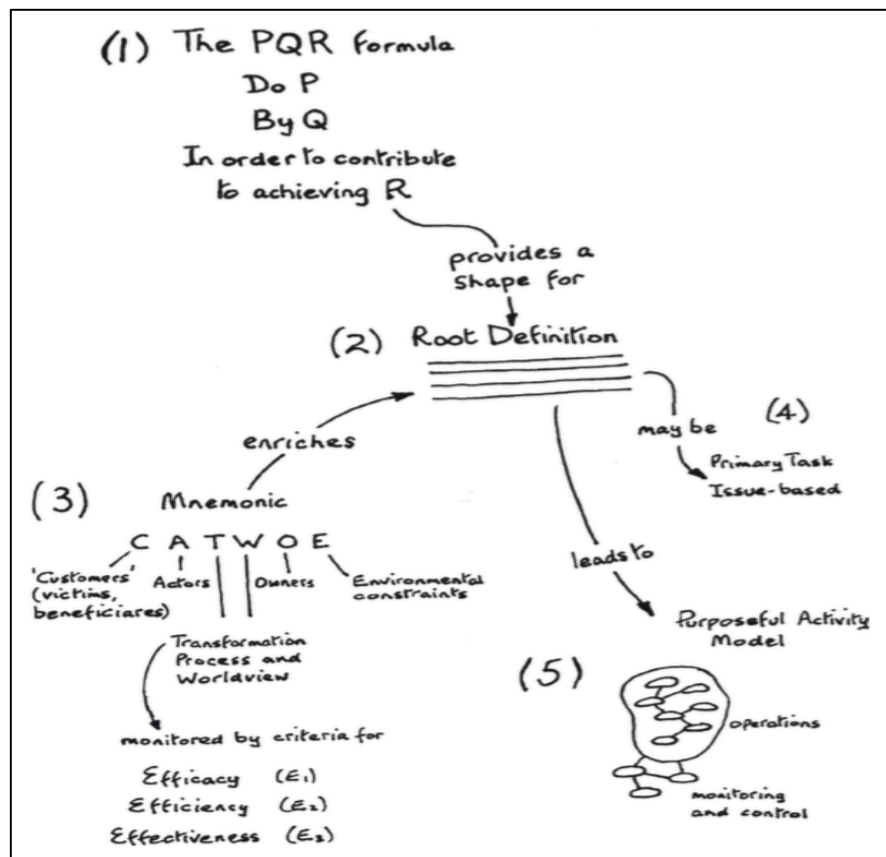 (1) The PQR formula
Do P
By Q
In order to contribute
to achieving R
provides a
shape for
(2) Root Definition
enriches
may be
(4)
Primary Task
Issue-based
(3)
Mnemonic
C A T W O E
'Customers'
(victims,
beneficiares)
Actors
Owners
Environmental
constraints
Transformation
Process and
Worldview
monitored by criteria for
Efficacy (E₁)
Efficiency (E₂)
Effectiveness (E₃)
leads to
Purposeful Activity
Model
(5)
operations
monitoring
and control